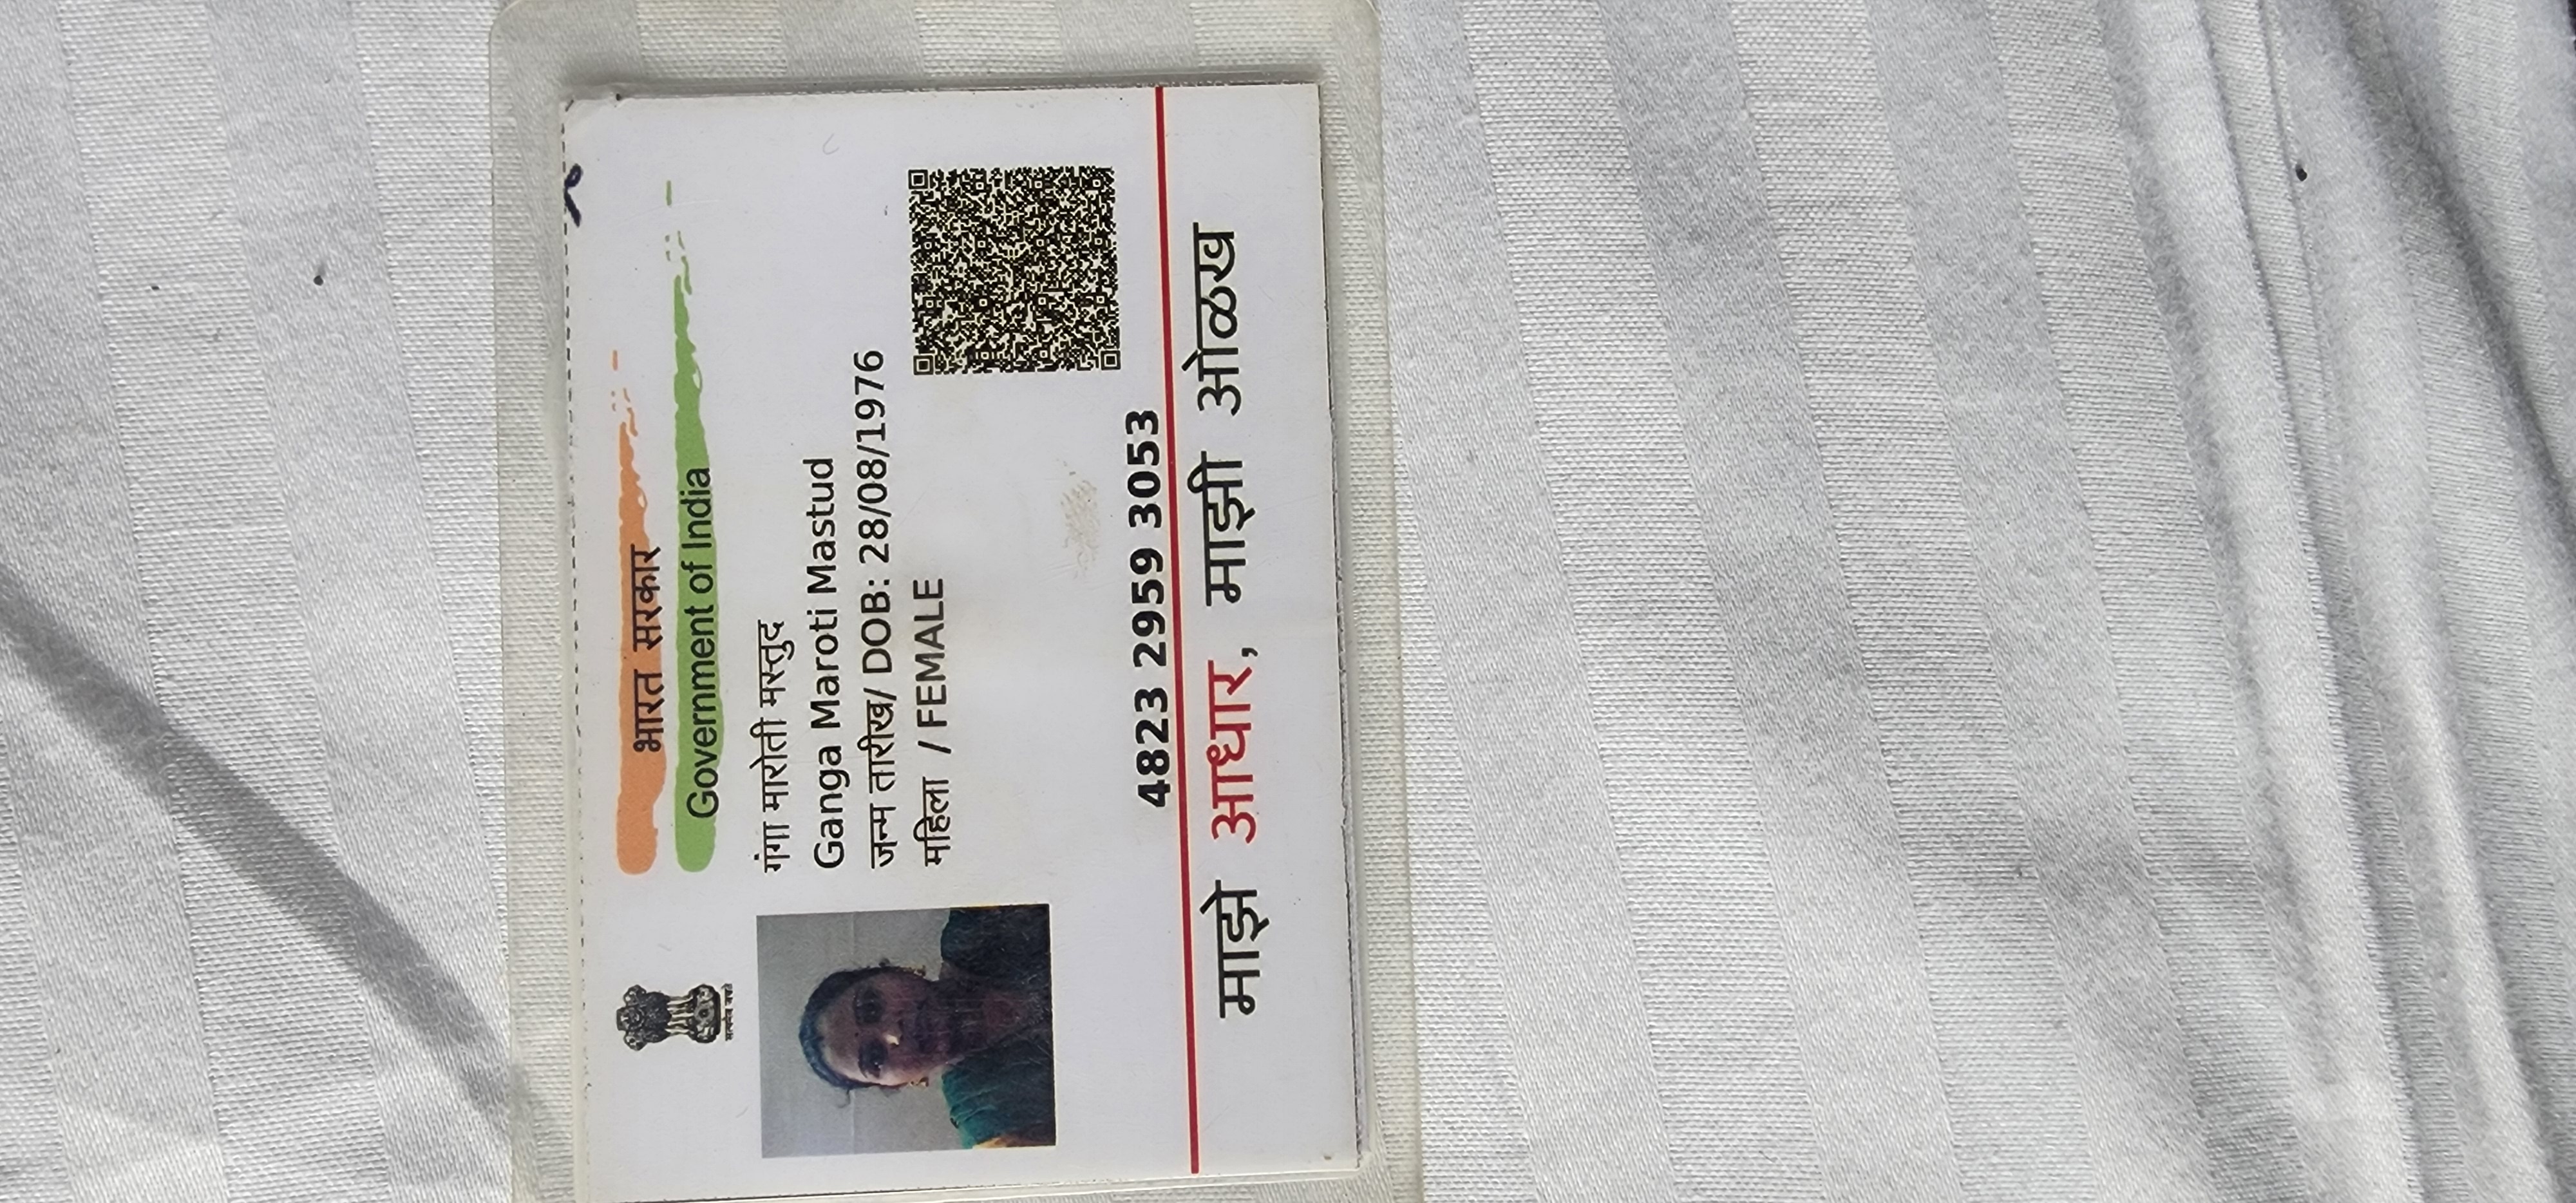 भारत सरकार
Government of India
सत्यमेव जयते
गंगा मारोती मस्तुद
Ganga Maroti Mastud
जन्म तारीख/ DOB: 28/08/1976
महिला / FEMALE
4823 2959 3053
माझे आधार, माझी ओळख